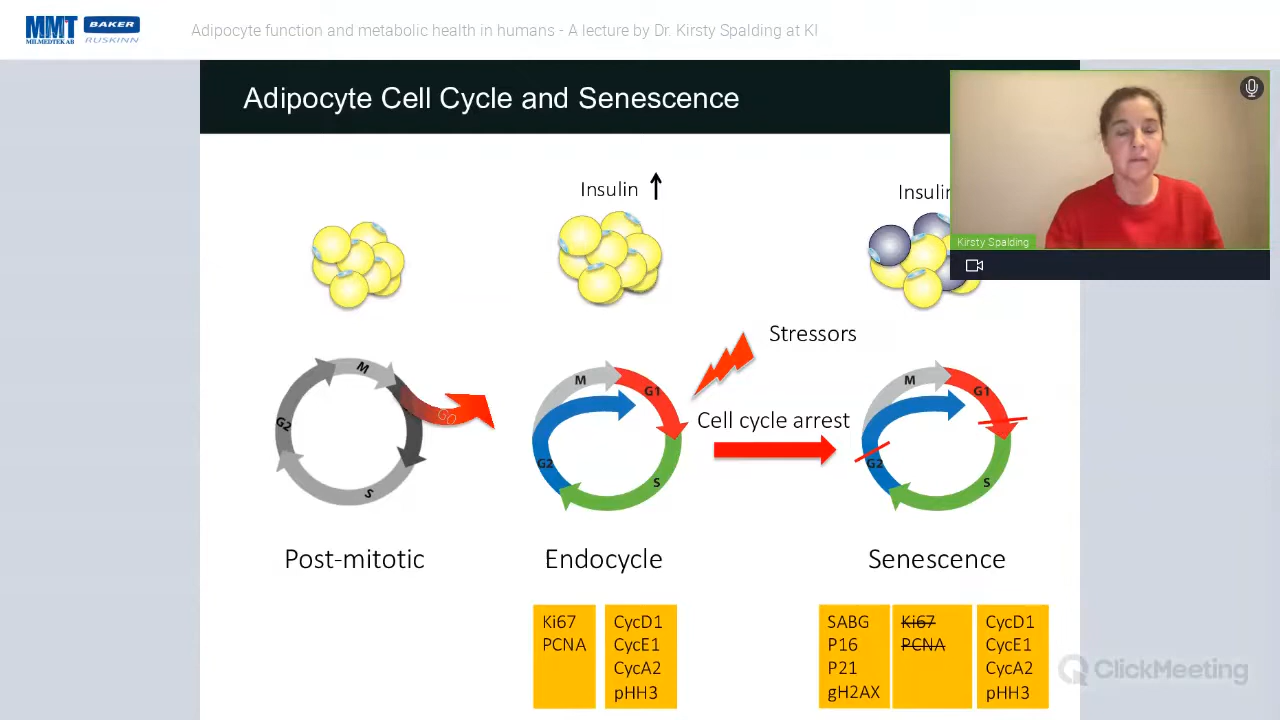 MMT
MILMEDTEK AB
BAKER
RUSKINN
Adipocyte function and metabolic health in humans - A lecture by Dr. Kirsty Spalding at KI
Adipocyte Cell Cycle and Senescence
Kirsty Spalding
Insulin
Insulin
Stressors
Cell cycle arrest
M
G0
G2
S
M
G1
G2
S
M
G1
G2
S
Post-mitotic
Endocycle
Senescence
Ki67
PCNA
CycD1
CycE1
CycA2
pHH3
SABG
P16
P21
gH2AX
Ki67
PCNA
CycD1
CycE1
CycA2
pHH3
ClickMeeting